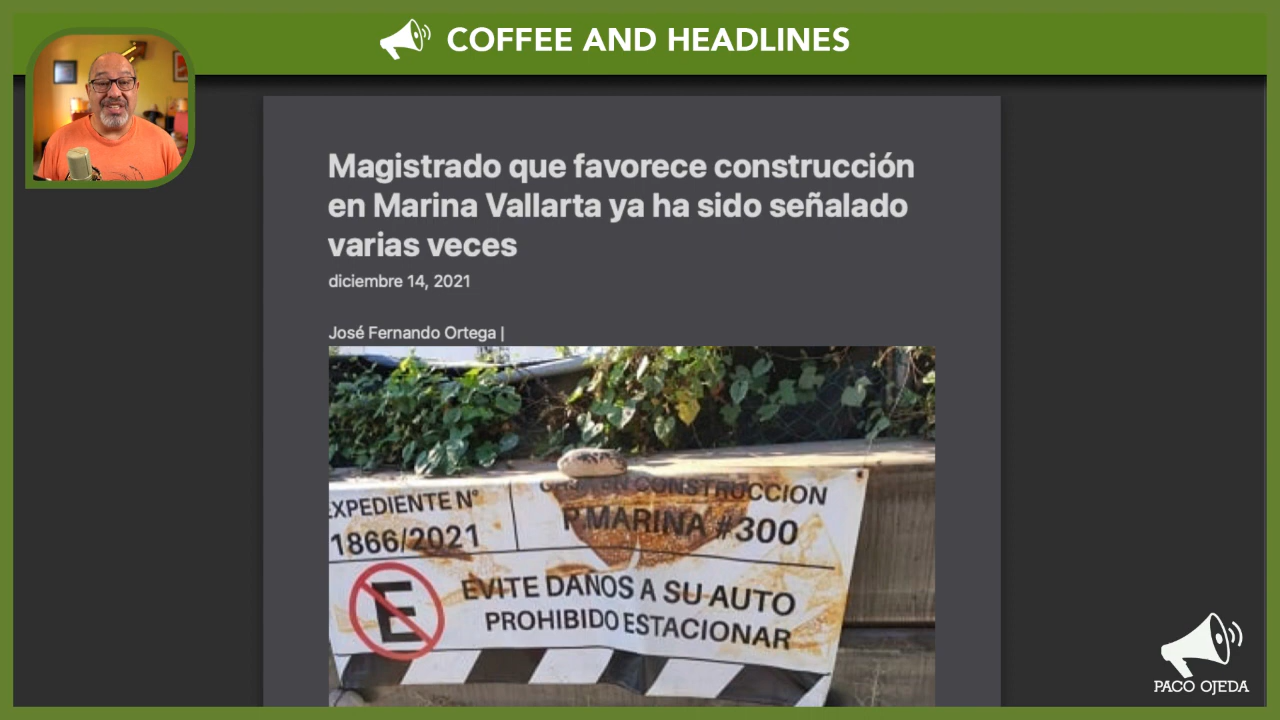 COFFEE AND HEADLINES
Magistrado que favorece construcción
en Marina Vallarta ya ha sido señalado
varias veces
diciembre 14, 2021
José Fernando Ortega |
EXPEDIENTE N°
1866/2021
EN CONSTRUCCION
P.MARINA #300
E
EVITE DAÑOS A SU AUTO
PROHIBIDO ESTACIONAR
PACO OJEDA